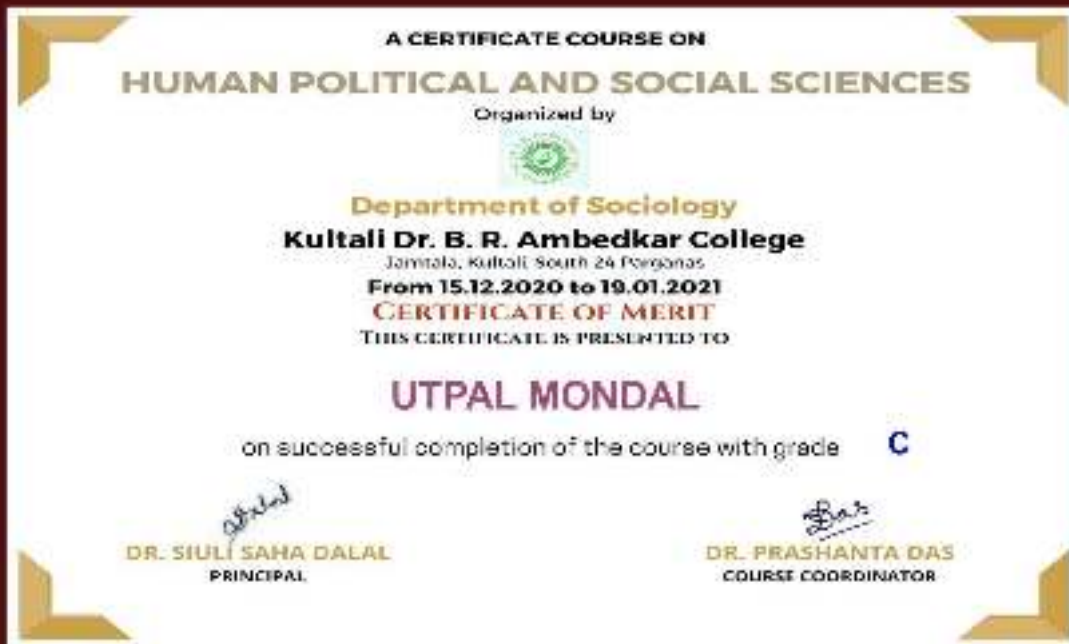 A CERTIFICATE COURSE ON
HUMAN POLITICAL AND SOCIAL SCIENCES
Organized by
Department of Sociology
Kultali Dr. B. R. Ambedkar College
Jamtala, Kultali, South 24 Parganas
From 15.12.2020 to 19.01.2021
CERTIFICATE OF MERIT
THIS CERTIFICATE IS PRESENTED TO
UTPAL MONDAL
on successful completion of the course with grade C
DR. SIULI SAHA DALAL
PRINCIPAL
DR. PRASHANTA DAS
COURSE COORDINATOR